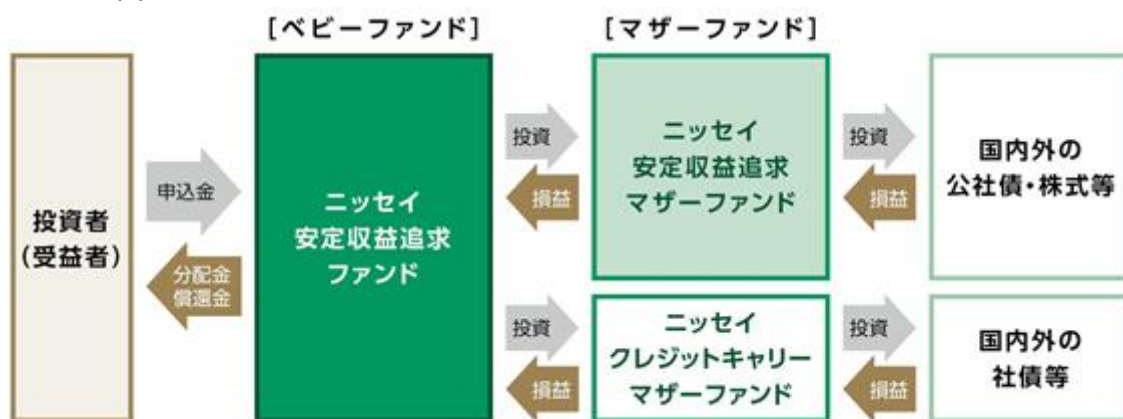 [ベビーファンド]
[マザーファンド]
投資者
(受益者)
申込金
分配金
償還金
ニッセイ
安定収益追求
ファンド
投資
損益
ニッセイ
安定収益追求
マザーファンド
投資
損益
国内外の
公社債・株式等
投資
損益
ニッセイ
クレジットキャリー
マザーファンド
投資
損益
国内外の
社債等